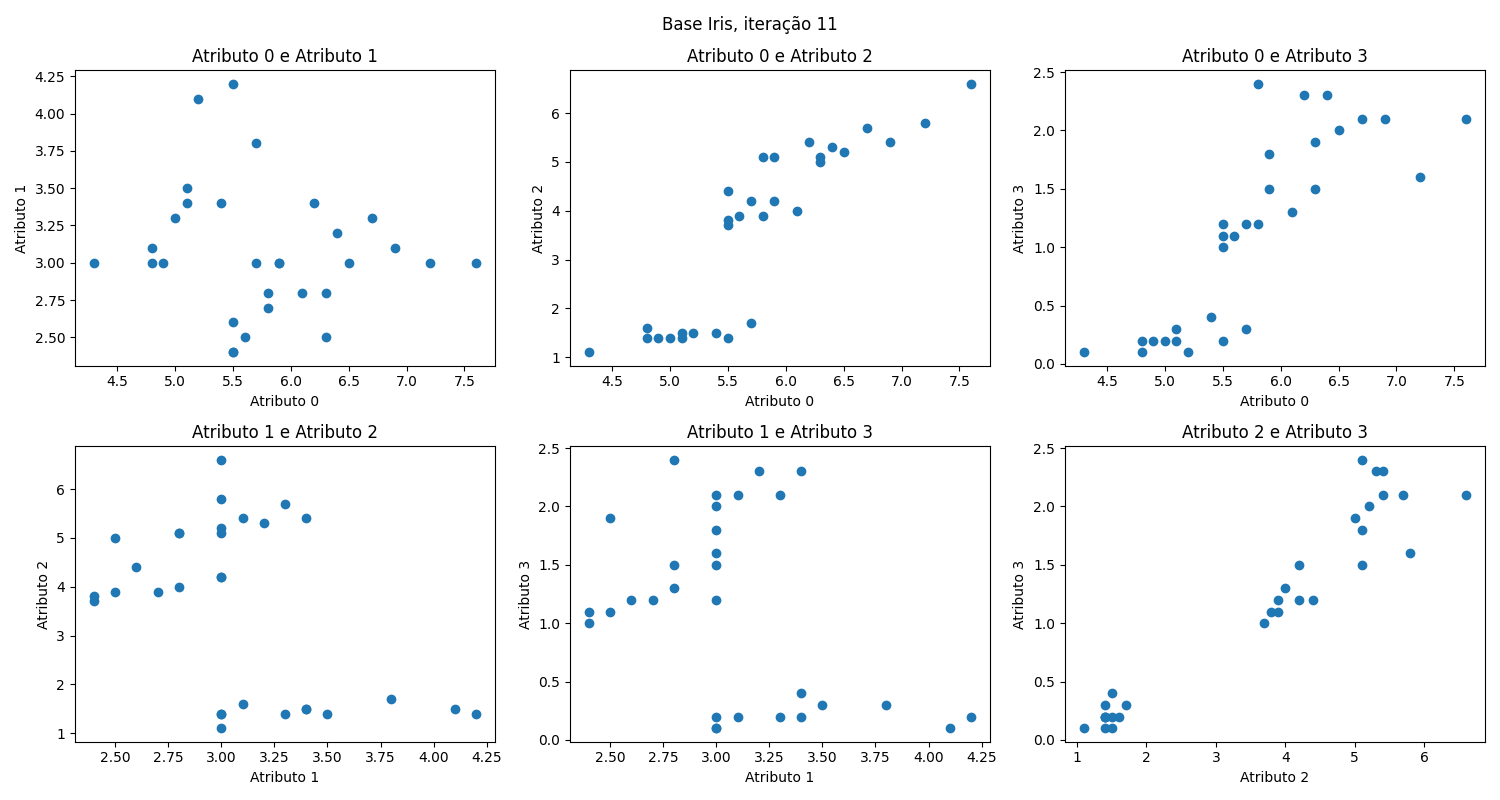 Base Iris, iteração 11
Atributo 0 e Atributo 1
4.25
4.00
3.75
3.50
3.25
3.00
2.75
2.50
Atributo 1
4.5 5.0 5.5 6.0 6.5 7.0 7.5
Atributo 0
Atributo 0 e Atributo 2
6
5
4
3
2
1
Atributo 2
4.5 5.0 5.5 6.0 6.5 7.0 7.5
Atributo 0
Atributo 0 e Atributo 3
2.5
2.0
1.5
1.0
0.5
0.0
Atributo 3
4.5 5.0 5.5 6.0 6.5 7.0 7.5
Atributo 0
Atributo 1 e Atributo 2
6
5
4
3
2
1
Atributo 2
2.50 2.75 3.00 3.25 3.50 3.75 4.00 4.25
Atributo 1
Atributo 1 e Atributo 3
2.5
2.0
1.5
1.0
0.5
0.0
Atributo 3
2.50 2.75 3.00 3.25 3.50 3.75 4.00 4.25
Atributo 1
Atributo 2 e Atributo 3
2.5
2.0
1.5
1.0
0.5
0.0
Atributo 3
1 2 3 4 5 6
Atributo 2